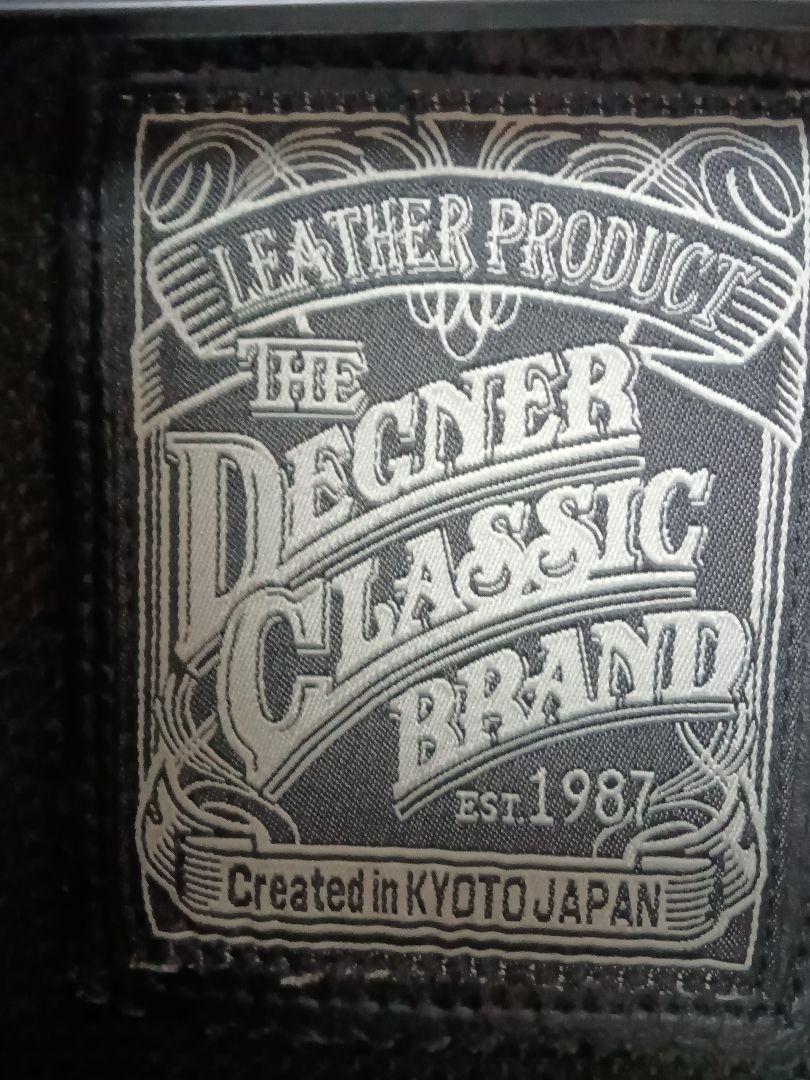 LEATHER PRODUCT
THE
DEGNER
CLASSIC
BRAND
EST.1987
Created in KYOTO JAPAN